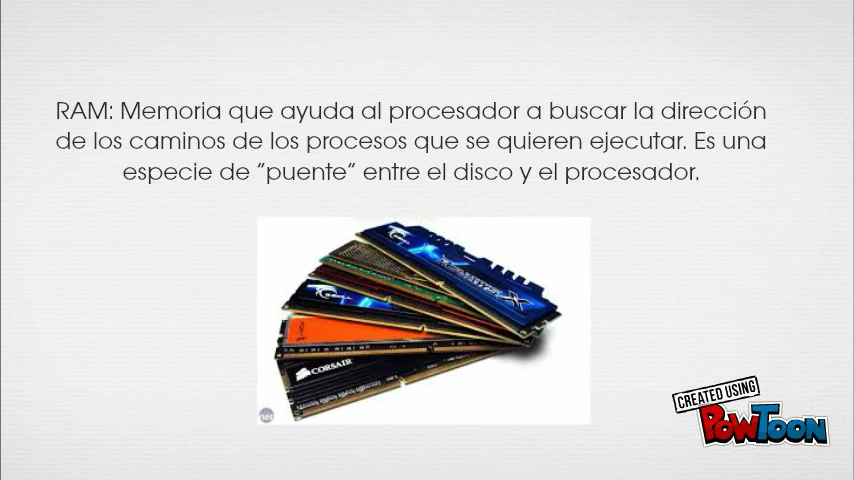 RAM: Memoria que ayuda al procesador a buscar la dirección
de los caminos de los procesos que se quieren ejecutar. Es una
especie de “puente” entre el disco y el procesador.
CORSAIR
CREATED USING
POWTOON